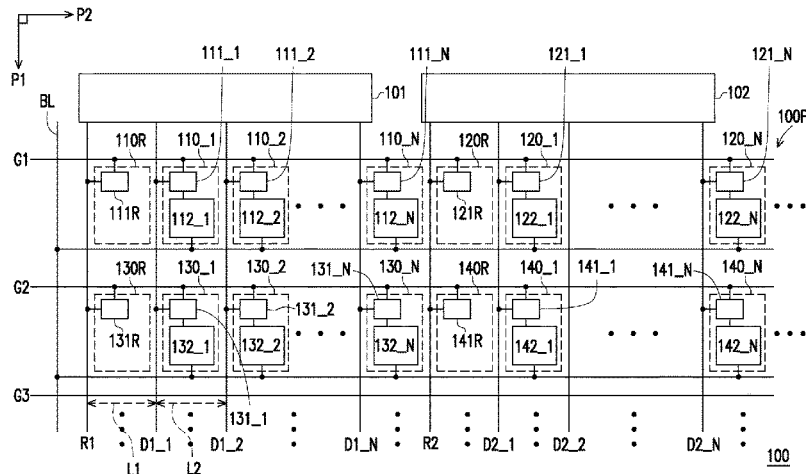 P2
P1
111_1 111_2 111_N 121_1 121_N
BL
101 102
110R 110_1 110_2 110_N 120R 120_1 120_N 100P
G1
111R 121R
112_1 112_2 112_N 122_1 122_N
130R 130_1 130_2 131_N 130_N 140R 140_1 141_1 141_N 140_N
G2
131R 131_2 141R
132_1 132_2 132_N 142_1 142_N
G3
131_1
R1 D1_1 D1_2 D1_N R2 D2_1 D2_2 D2_N
L1 L2
100